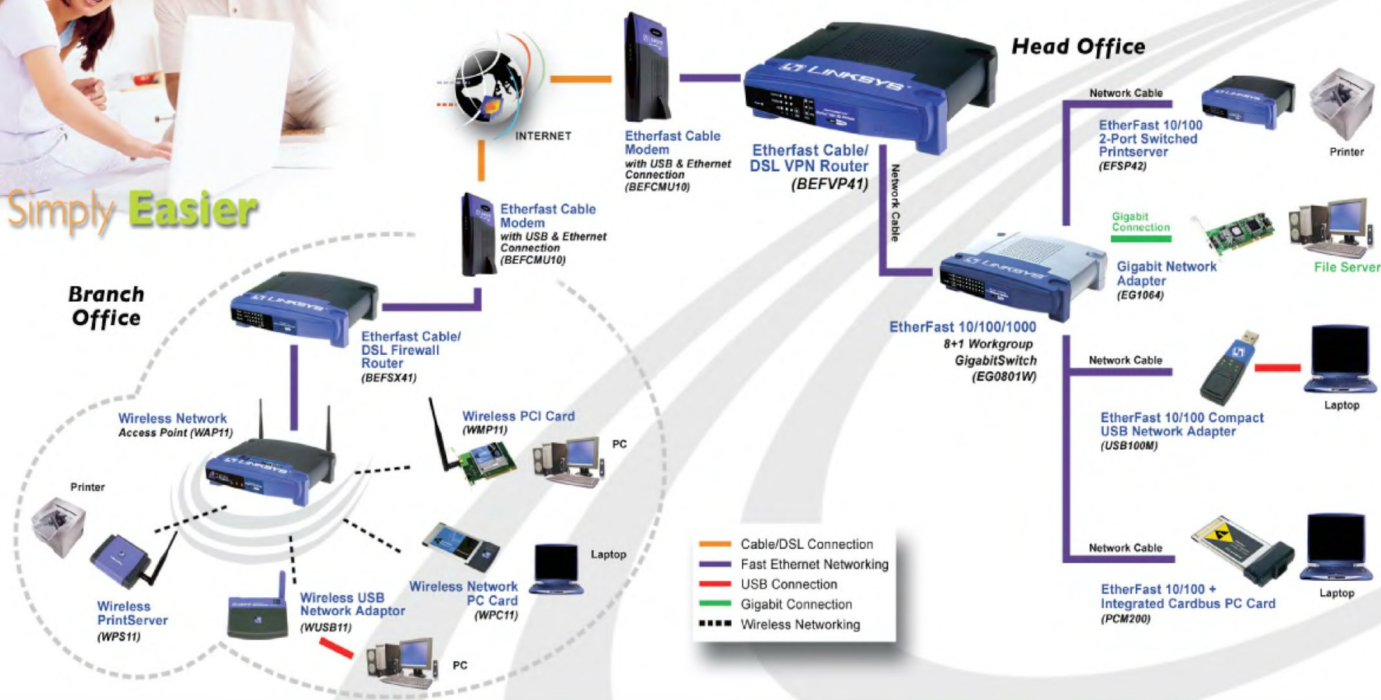 Simply Easier
INTERNET
Etherfast Cable
Modem
with USB & Ethernet
Connection
(BEFCMU10)
LINKSYS
Etherfast Cable/
DSL VPN Router
(BEFVP41)
Network Cable
Head Office
Network Cable
EtherFast 10/100
2-Port Switched
Printserver
(EFSP42)
Printer
Gigabit
Connection
Gigabit Network
Adapter
(EG1064)
File Server
LINKSYS
EtherFast 10/100/1000
8+1 Workgroup
GigabitSwitch
(EG0801W)
Network Cable
EtherFast 10/100 Compact
USB Network Adapter
(USB100M)
Laptop
Network Cable
EtherFast 10/100 +
Integrated Cardbus PC Card
(PCM200)
Laptop
Etherfast Cable
Modem
with USB & Ethernet
Connection
(BEFCMU10)
Branch
Office
LINKSYS
Etherfast Cable/
DSL Firewall
Router
(BEFSX41)
Wireless Network
Access Point (WAP11)
LINKSYS
Wireless PCI Card
(WMP11)
PC
Printer
Wireless
PrintServer
(WPS11)
Wireless USB
Network Adaptor
(WUSB11)
PC
Wireless Network
PC Card
(WPC11)
Laptop
Cable/DSL Connection
Fast Ethernet Networking
USB Connection
Gigabit Connection
Wireless Networking